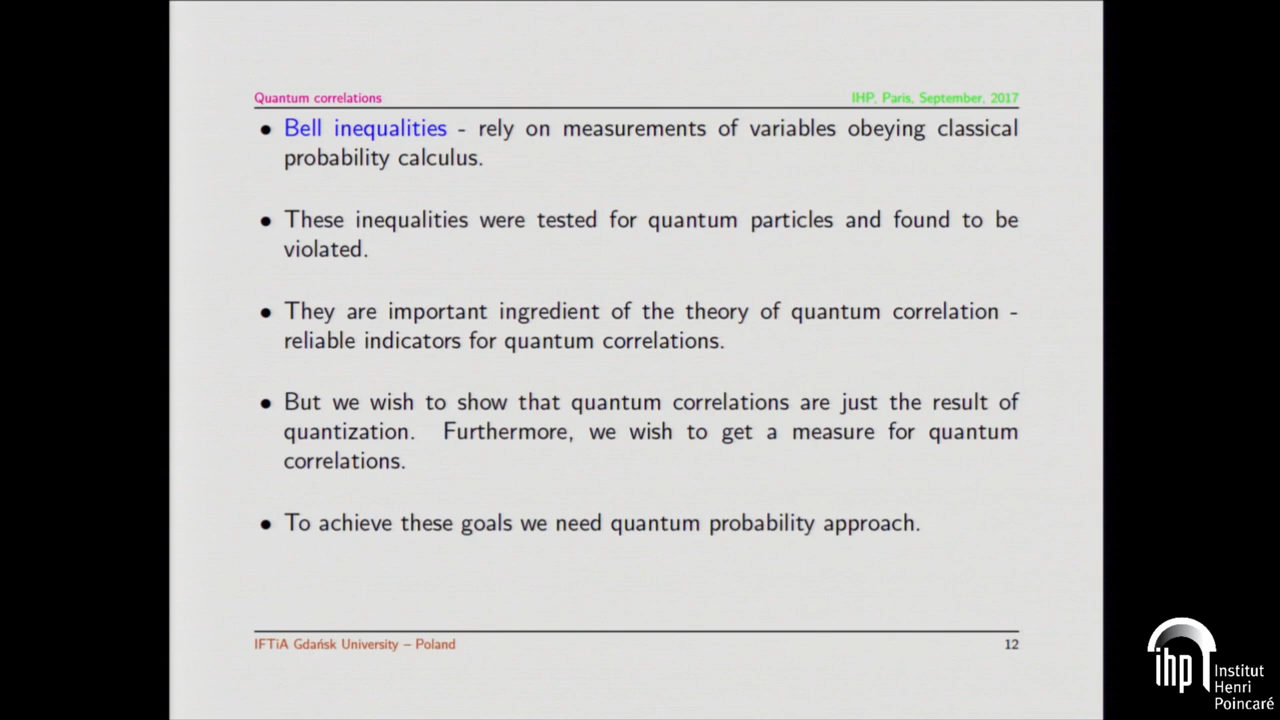 Quantum correlations
IHP, Paris, September, 2017
● Bell inequalities - rely on measurements of variables obeying classical
probability calculus.
● These inequalities were tested for quantum particles and found to be
violated.
● They are important ingredient of the theory of quantum correlation -
reliable indicators for quantum correlations.
● But we wish to show that quantum correlations are just the result of
quantization. Furthermore, we wish to get a measure for quantum
correlations.
● To achieve these goals we need quantum probability approach.
IFTiA Gdańsk University – Poland
12
ihp
Institut
Henri
Poincaré